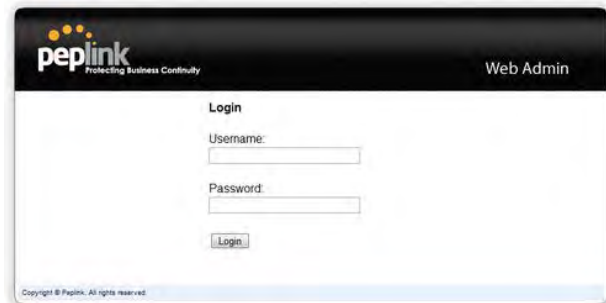 peplink
Protecting Business Continuity
Web Admin
Login
Username:
Password:
Login
Copyright © Peplink. All rights reserved.